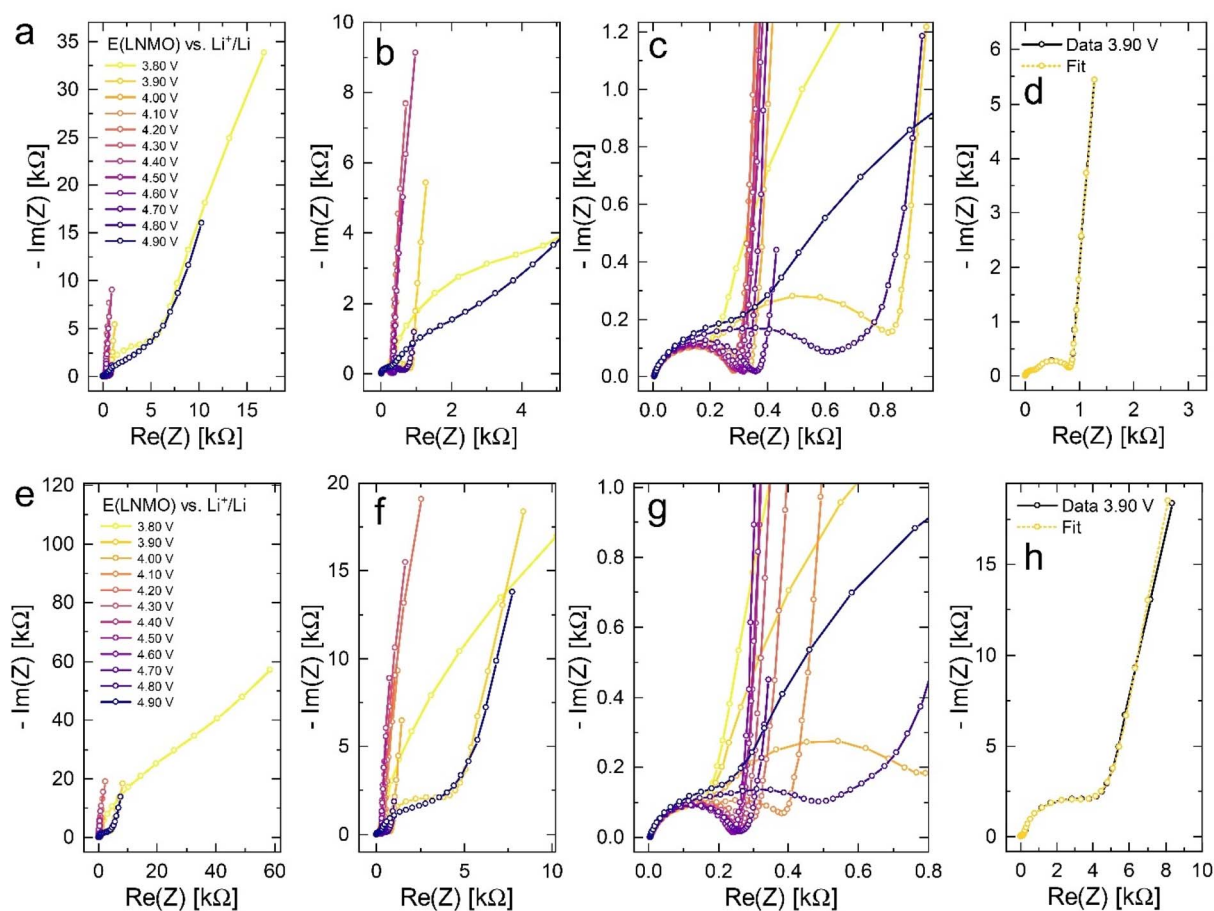 a
E(LNMO) vs. Li⁺/Li
3.80 V
3.90 V
4.00 V
4.10 V
4.20 V
4.30 V
4.40 V
4.50 V
4.60 V
4.70 V
4.80 V
4.90 V
35
30
25
20
15
10
5
0
- Im(Z) [kΩ]
0 5 10 15
Re(Z) [kΩ]
b
-10
8
6
4
2
0
- Im(Z) [kΩ]
0 2 4
Re(Z) [kΩ]
c
-1.2
1.0
0.8
0.6
0.4
0.2
0.0
- Im(Z) [kΩ]
0.0 0.2 0.4 0.6 0.8
Re(Z) [kΩ]
d
Data 3.90 V
Fit
6
5
4
3
2
1
0
- Im(Z) [kΩ]
0 1 2 3
Re(Z) [kΩ]
e
E(LNMO) vs. Li⁺/Li
3.80 V
3.90 V
4.00 V
4.10 V
4.20 V
4.30 V
4.40 V
4.50 V
4.60 V
4.70 V
4.80 V
4.90 V
120
100
80
60
40
20
0
- Im(Z) [kΩ]
0 20 40 60
Re(Z) [kΩ]
f
20
15
10
5
0
- Im(Z) [kΩ]
0 5 10
Re(Z) [kΩ]
g
1.0
0.8
0.6
0.4
0.2
0.0
- Im(Z) [kΩ]
0.0 0.2 0.4 0.6 0.8
Re(Z) [kΩ]
h
Data 3.90 V
Fit
15
10
5
0
- Im(Z) [kΩ]
0 2 4 6 8 10
Re(Z) [kΩ]